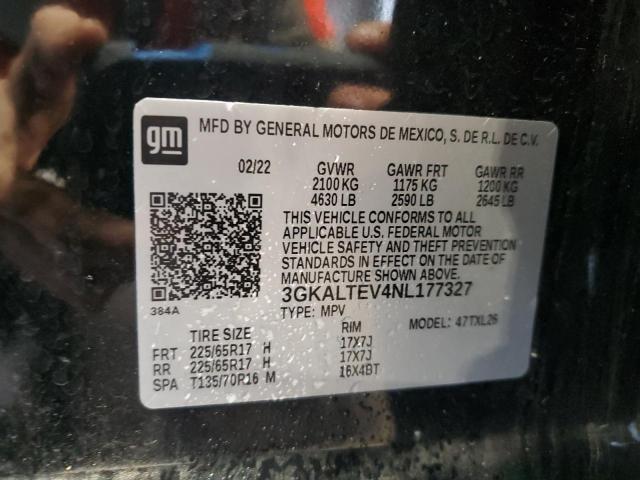 gm
MFD BY GENERAL MOTORS DE MEXICO, S. DE R.L. DE C.V.
02/22 GVWR GAWR FRT GAWR RR
2100 KG 1175 KG 1200 KG
4630 LB 2590 LB 2645 LB
THIS VEHICLE CONFORMS TO ALL
APPLICABLE U.S. FEDERAL MOTOR
VEHICLE SAFETY AND THEFT PREVENTION
STANDARDS IN EFFECT ON THE DATE OF
MANUFACTURE SHOWN ABOVE.
3GKALTEV4NL177327
384A
TYPE: MPV MODEL: 47TXL26
TIRE SIZE RIM
FRT 225/65R17 H 17X7J
RR 225/65R17 H 17X7J
SPA T135/70R16 M 16X4BT